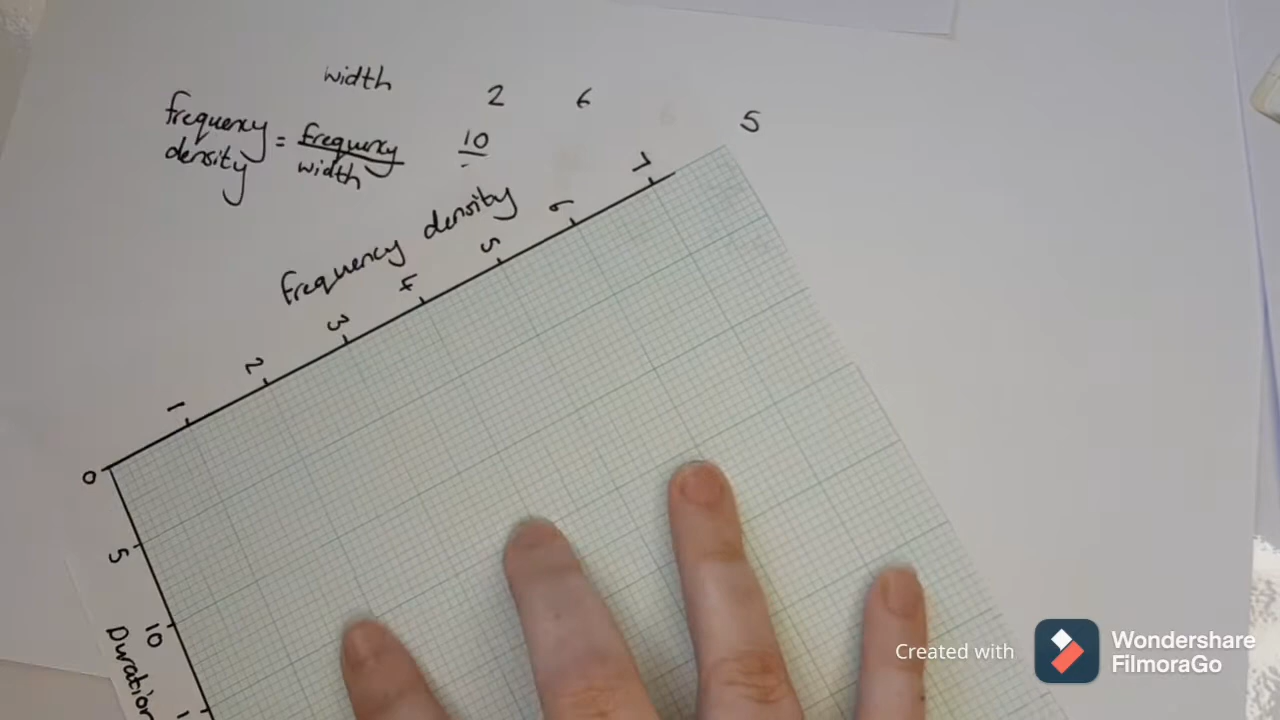 width
2 6 5
frequency density = frequency / width 10
Frequency density
0 1 2 3 4 5 6 7
5
10
Duration
Created with
Wondershare
FilmoraGo